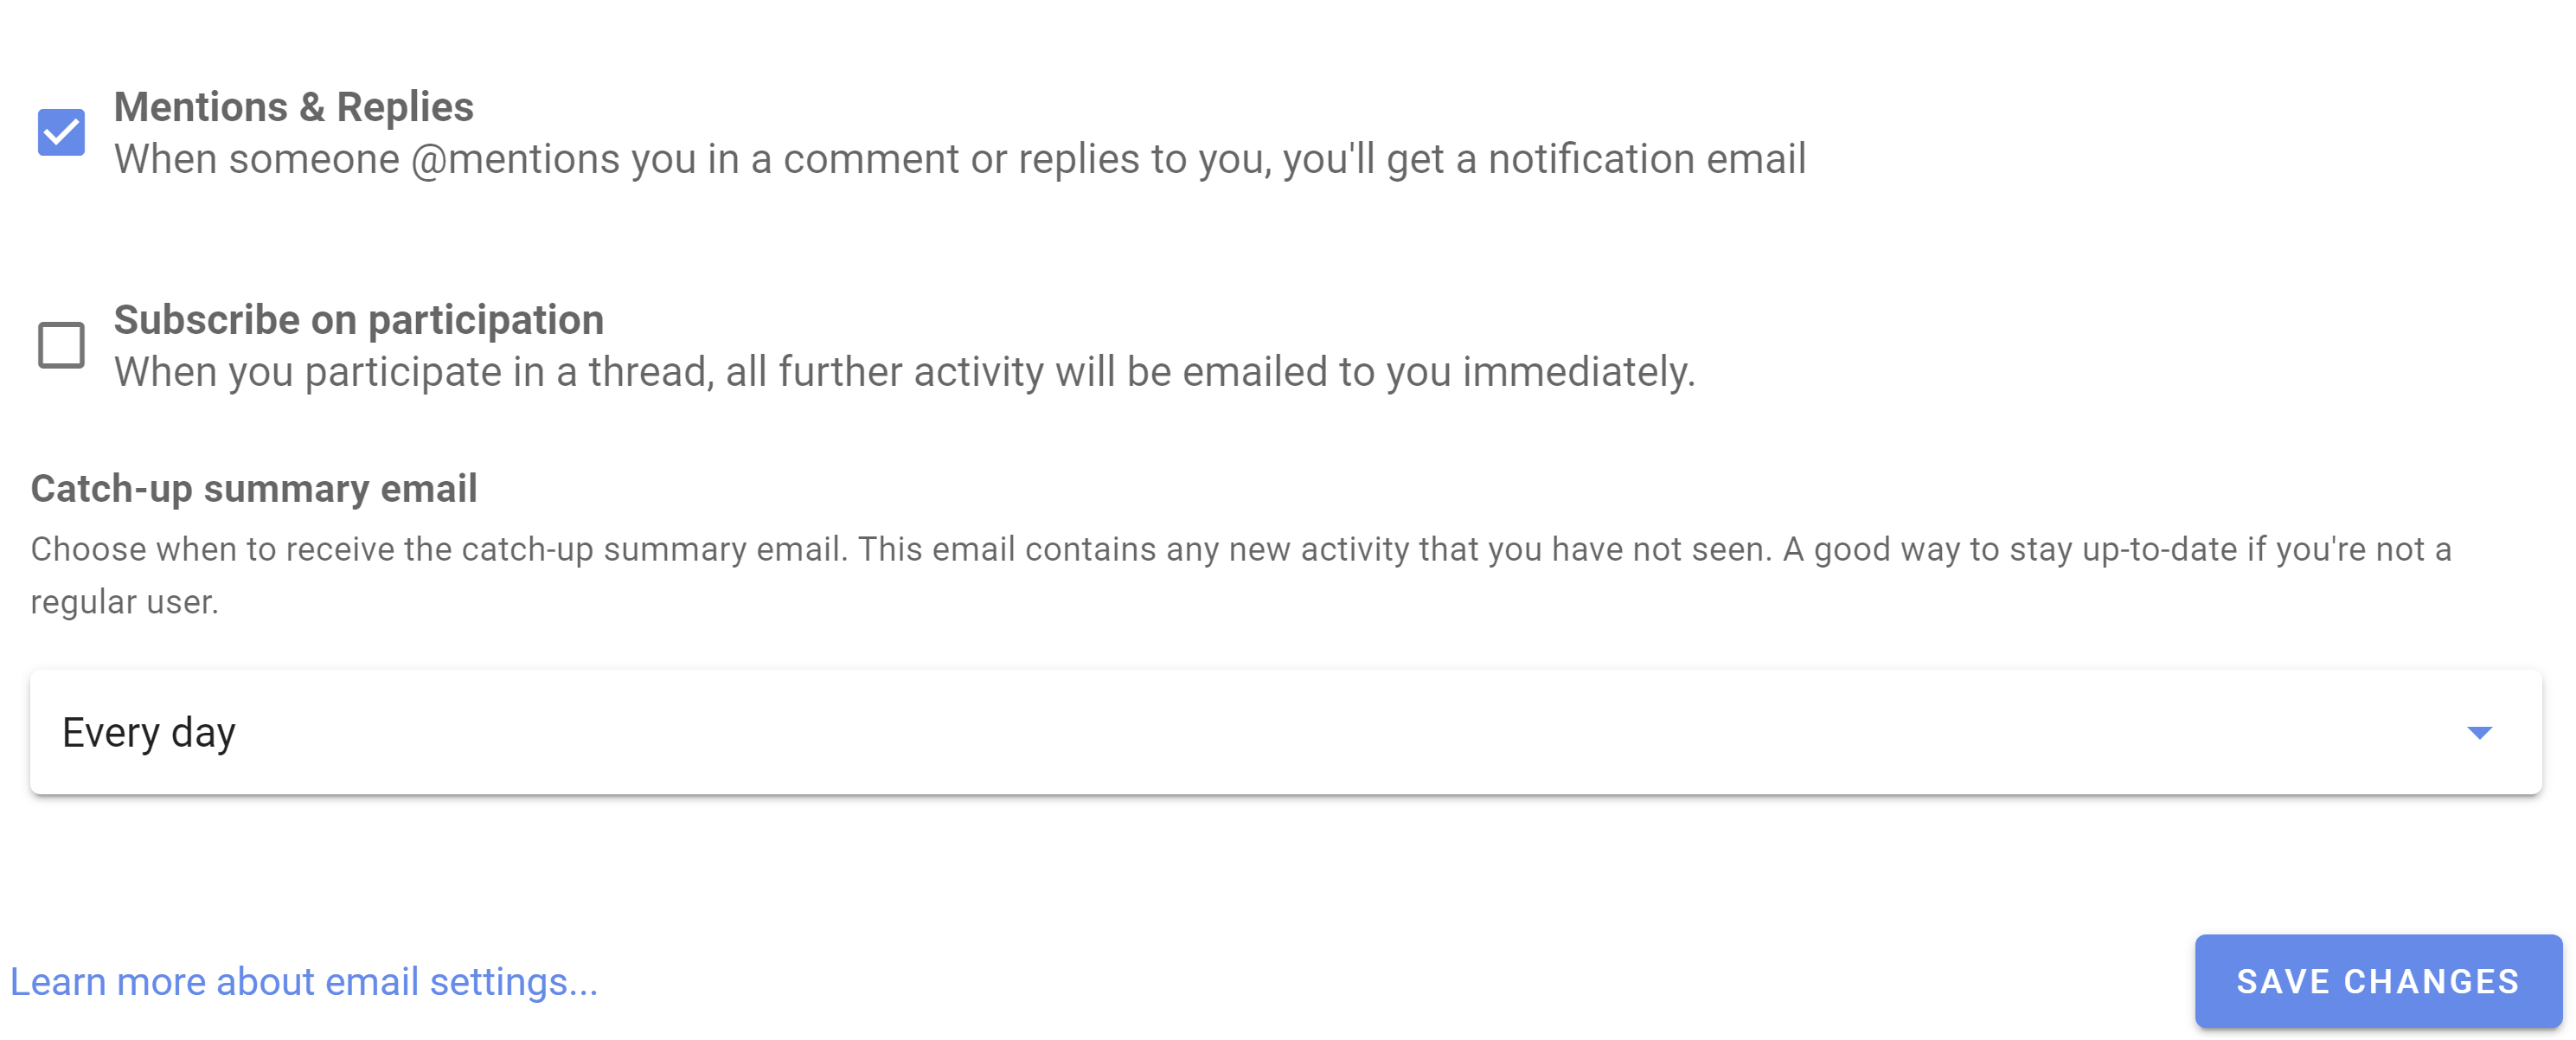 Mentions & Replies
When someone @mentions you in a comment or replies to you, you'll get a notification email
Subscribe on participation
When you participate in a thread, all further activity will be emailed to you immediately.
Catch-up summary email
Choose when to receive the catch-up summary email. This email contains any new activity that you have not seen. A good way to stay up-to-date if you're not a
regular user.
Every day
Learn more about email settings...
SAVE CHANGES